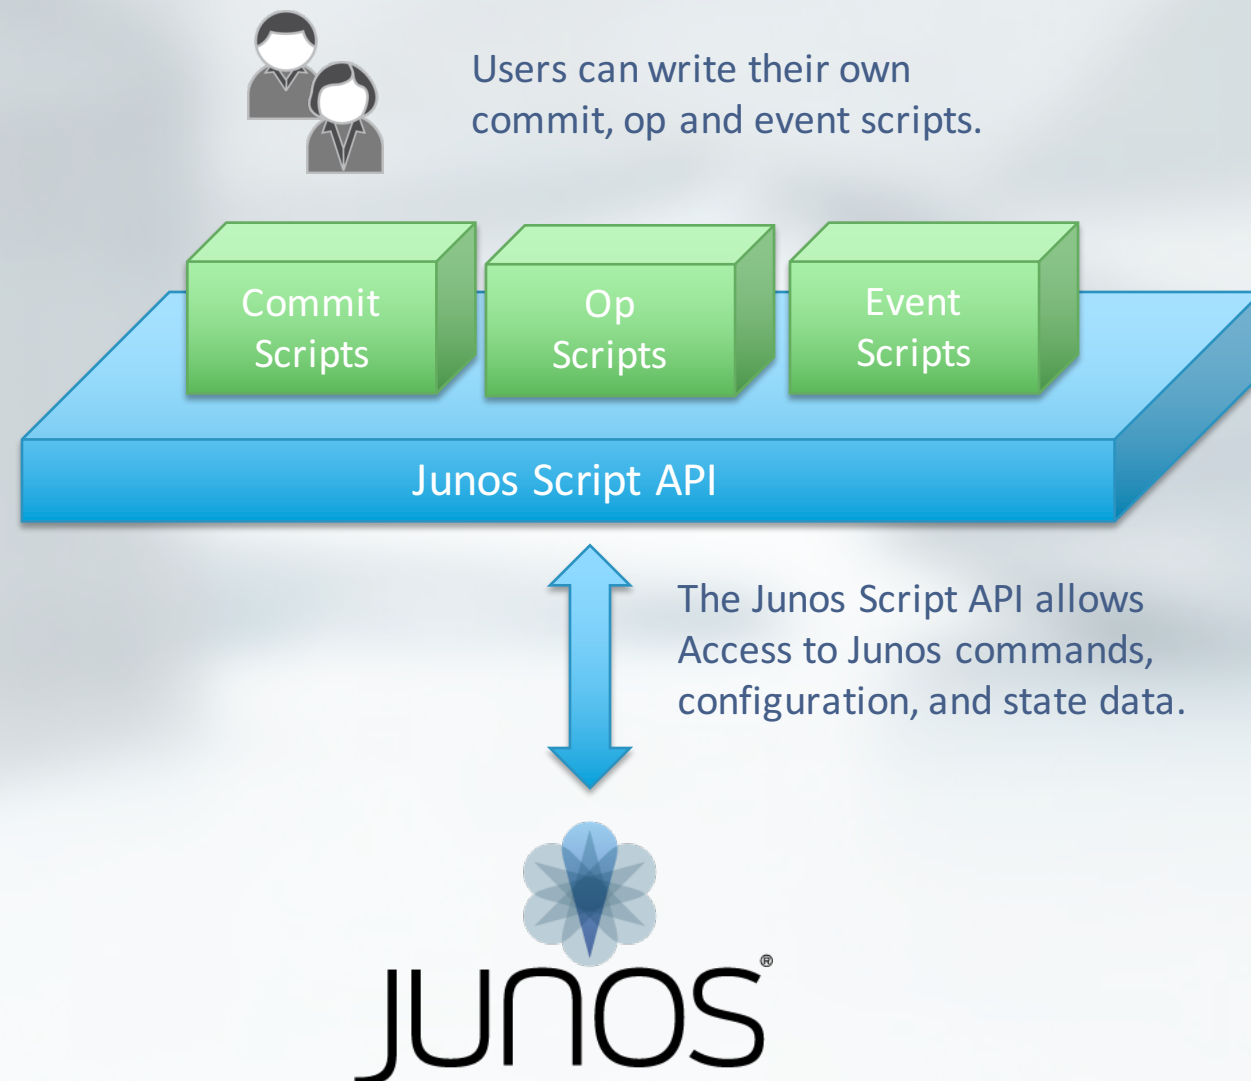 Users can write their own
commit, op and event scripts.
Commit
Scripts
Op
Scripts
Event
Scripts
Junos Script API
The Junos Script API allows
Access to Junos commands,
configuration, and state data.
JUNOS®